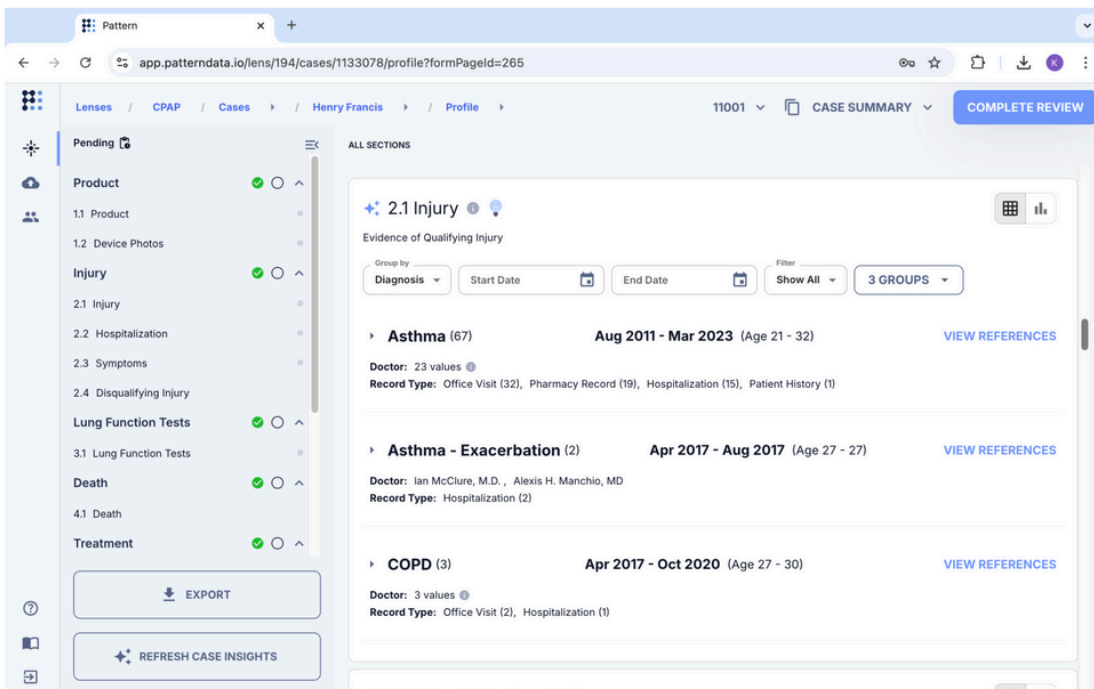 Pattern
app.patterndata.io/lens/194/cases/1133078/profile?formPageId=265
K
Lenses / CPAP / Cases / Henry Francis / Profile
11001
CASE SUMMARY
COMPLETE REVIEW
Pending
Product
1.1 Product
1.2 Device Photos
Injury
2.1 Injury
2.2 Hospitalization
2.3 Symptoms
2.4 Disqualifying Injury
Lung Function Tests
3.1 Lung Function Tests
Death
4.1 Death
Treatment
EXPORT
REFRESH CASE INSIGHTS
ALL SECTIONS
2.1 Injury
Evidence of Qualifying Injury
Group by
Diagnosis
Start Date
End Date
Filter
Show All
3 GROUPS
Asthma (67) Aug 2011 - Mar 2023 (Age 21 - 32) VIEW REFERENCES
Doctor: 23 values
Record Type: Office Visit (32), Pharmacy Record (19), Hospitalization (15), Patient History (1)
Asthma - Exacerbation (2) Apr 2017 - Aug 2017 (Age 27 - 27) VIEW REFERENCES
Doctor: Ian McClure, M.D. , Alexis H. Manchio, MD
Record Type: Hospitalization (2)
COPD (3) Apr 2017 - Oct 2020 (Age 27 - 30) VIEW REFERENCES
Doctor: 3 values
Record Type: Office Visit (2), Hospitalization (1)